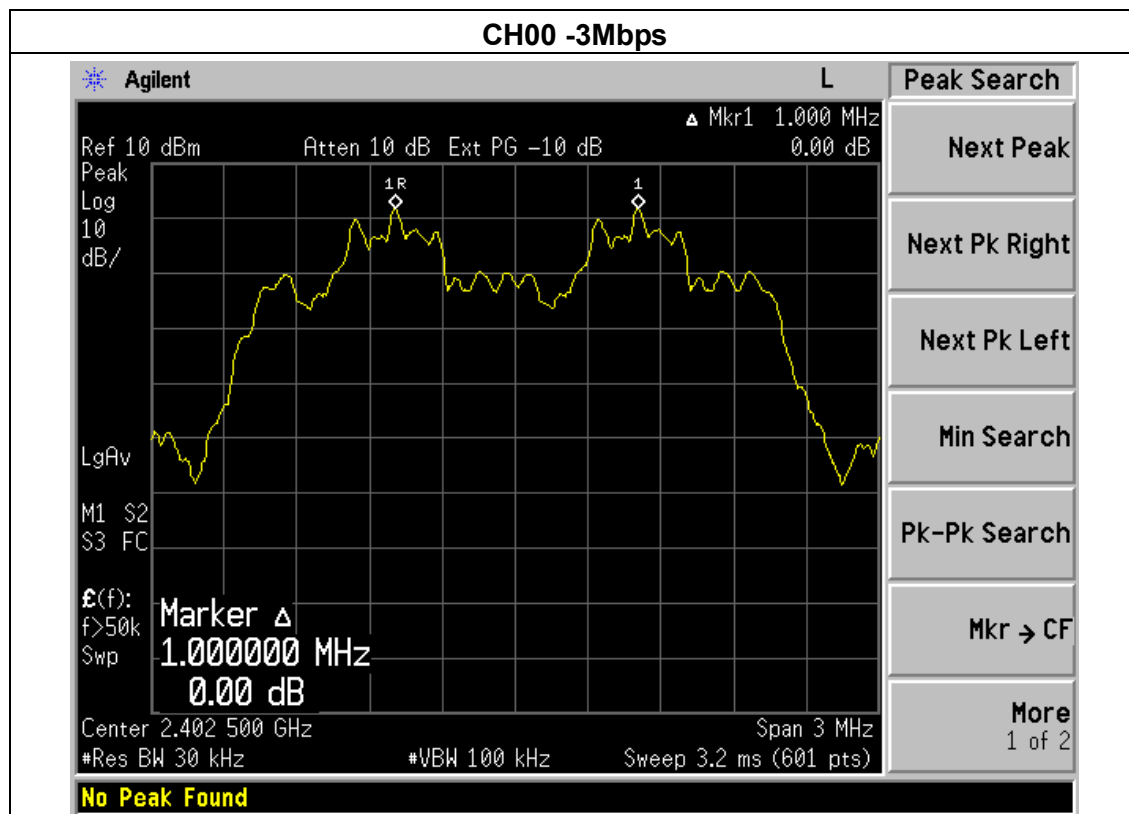 CH00 -3Mbps
Agilent L Peak Search
Δ Mkr1 1.000 MHz
Ref 10 dBm Atten 10 dB Ext PG -10 dB 0.00 dB
Peak
Log
10
dB/
1R
1
LgAv
M1 S2
S3 FC
£(f):
f>50k
Swp
Marker Δ
1.000000 MHz
0.00 dB
Center 2.402 500 GHz Span 3 MHz
#Res BW 30 kHz #VBW 100 kHz Sweep 3.2 ms (601 pts)
Next Peak
Next Pk Right
Next Pk Left
Min Search
Pk-Pk Search
Mkr → CF
More
1 of 2
No Peak Found